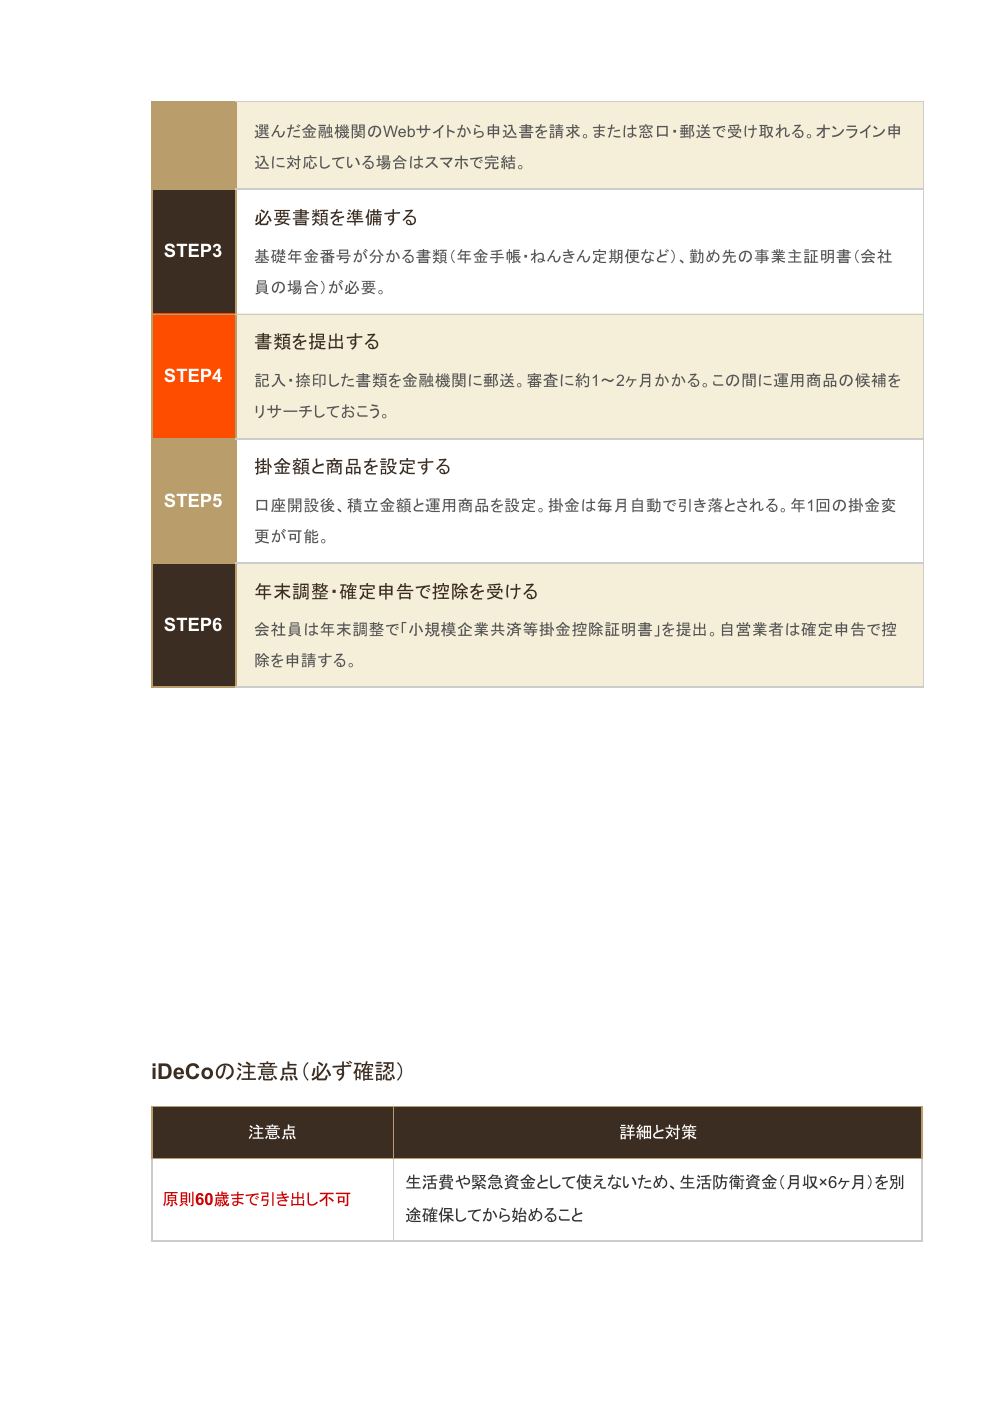 選んだ金融機関のWebサイトから申込書を請求。または窓口・郵送で受け取れる。オンライン申
込に対応している場合はスマホで完結。
STEP3
必要書類を準備する
基礎年金番号が分かる書類（年金手帳・ねんきん定期便など）、勤め先の事業主証明書（会社
員の場合）が必要。
STEP4
書類を提出する
記入・捺印した書類を金融機関に郵送。審査に約1〜2ヶ月かかる。この間に運用商品の候補を
リサーチしておこう。
STEP5
掛金額と商品を設定する
口座開設後、積立金額と運用商品を設定。掛金は毎月自動で引き落とされる。年1回の掛金変
更が可能。
STEP6
年末調整・確定申告で控除を受ける
会社員は年末調整で「小規模企業共済等掛金控除証明書」を提出。自営業者は確定申告で控
除を申請する。
iDeCoの注意点（必ず確認）
注意点
詳細と対策
原則60歳まで引き出し不可
生活費や緊急資金として使えないため、生活防衛資金（月収×6ヶ月）を別
途確保してから始めること